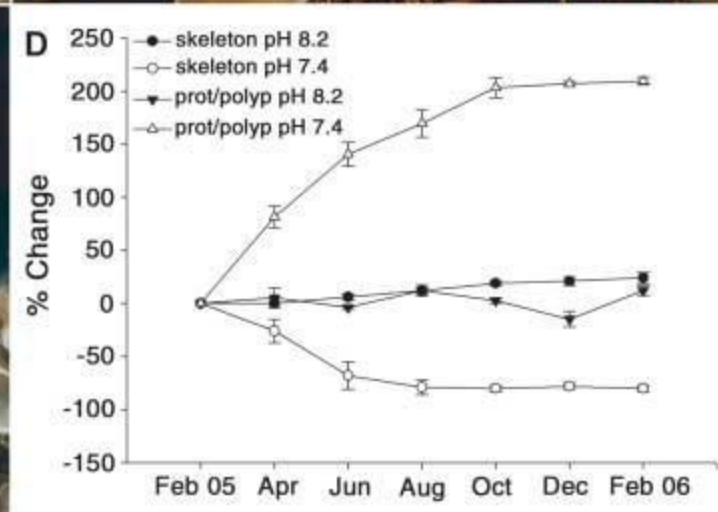 D
250
200
150
100
50
0
-50
-100
-150
% Change
skeleton pH 8.2
skeleton pH 7.4
prot/polyp pH 8.2
prot/polyp pH 7.4
Feb 05 Apr Jun Aug Oct Dec Feb 06